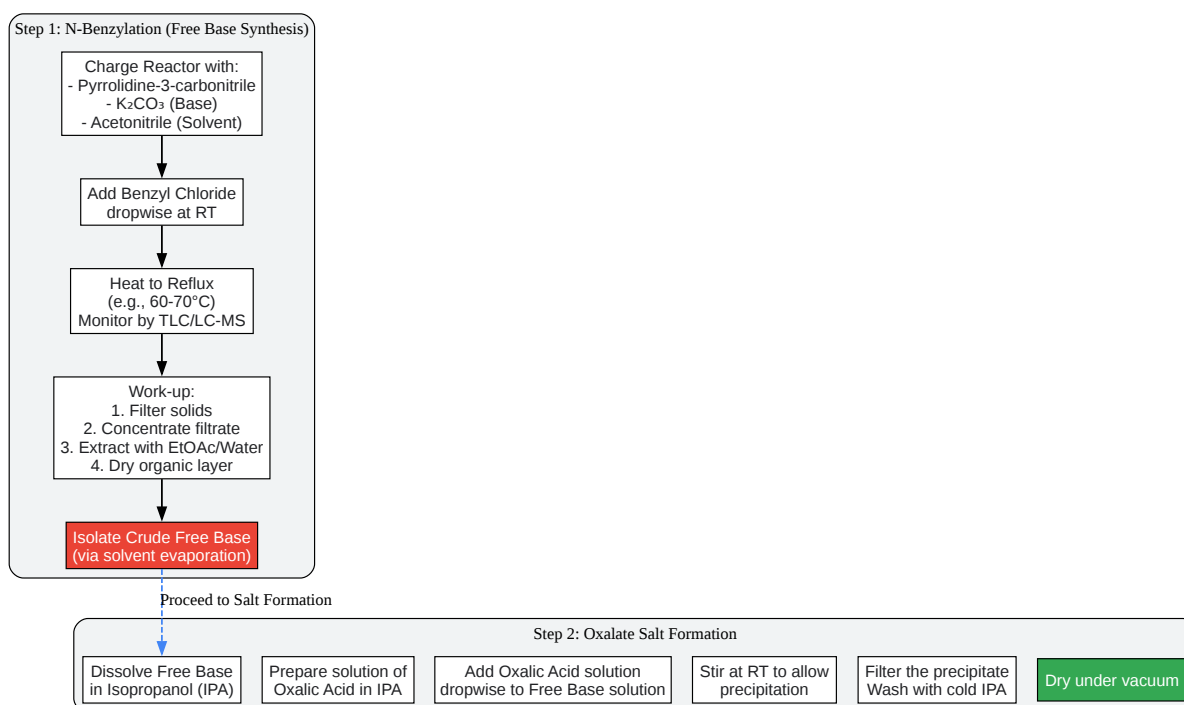 Step 1: N-Benzylation (Free Base Synthesis)
Charge Reactor with:
- Pyrrolidine-3-carbonitrile
- K₂CO₃ (Base)
- Acetonitrile (Solvent)
Add Benzyl Chloride
dropwise at RT
Heat to Reflux
(e.g., 60-70°C)
Monitor by TLC/LC-MS
Work-up:
1. Filter solids
2. Concentrate filtrate
3. Extract with EtOAc/Water
4. Dry organic layer
Isolate Crude Free Base
(via solvent evaporation)
Proceed to Salt Formation
Step 2: Oxalate Salt Formation
Dissolve Free Base
in Isopropanol (IPA)
Prepare solution of
Oxalic Acid in IPA
Add Oxalic Acid solution
dropwise to Free Base solution
Stir at RT to allow
precipitation
Filter the precipitate
Wash with cold IPA
Dry under vacuum